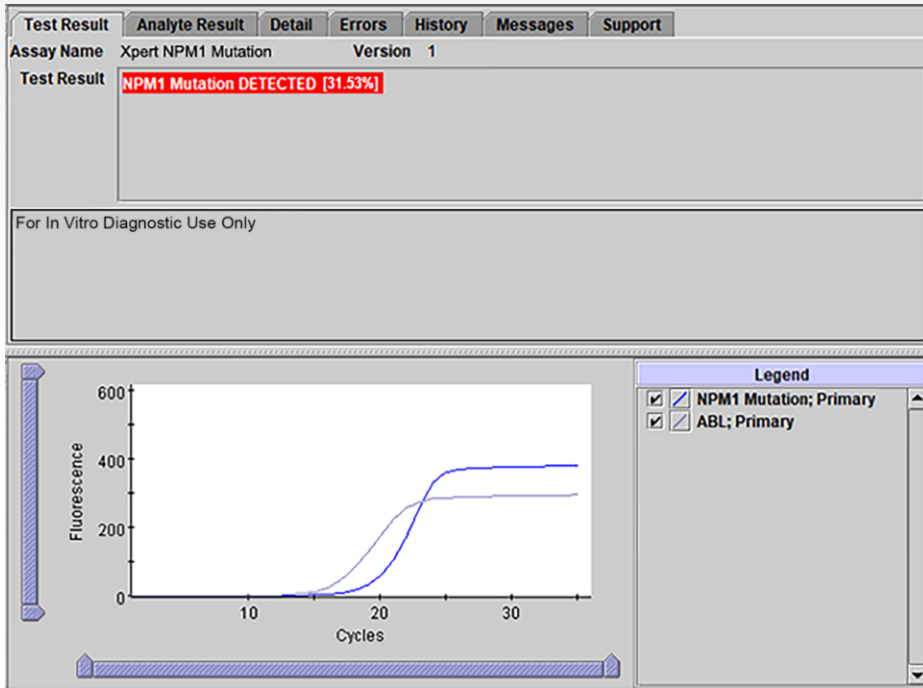 Test Result Analyte Result Detail Errors History Messages Support
Assay Name Xpert NPM1 Mutation Version 1
Test Result NPM1 Mutation DETECTED [31.53%]
For In Vitro Diagnostic Use Only
Legend
NPM1 Mutation; Primary
ABL; Primary
600
400
200
0
Fluorescence
10 20 30
Cycles